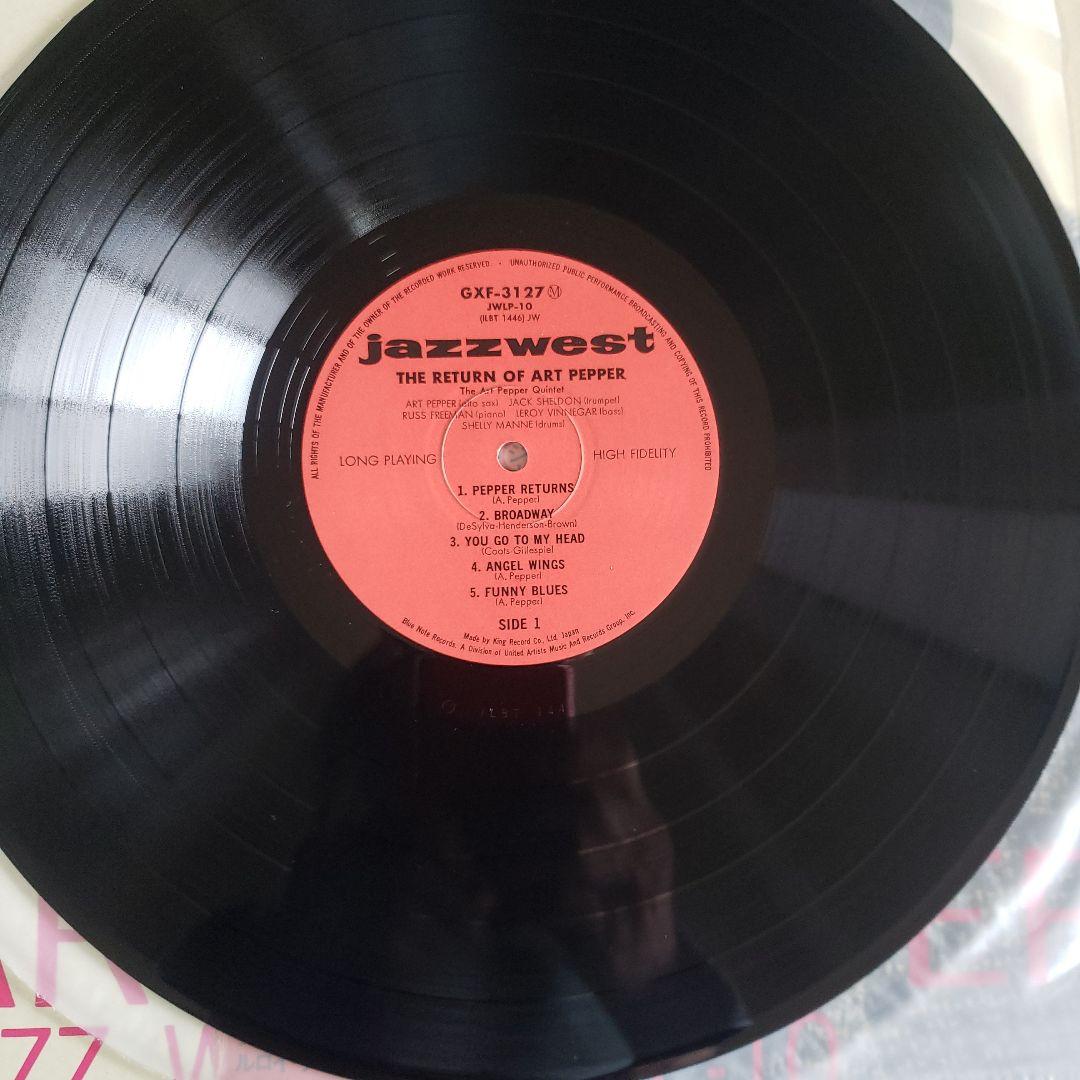 ALL RIGHTS OF THE MANUFACTURER AND OF THE OWNER OF THE RECORDED WORK RESERVED. · UNAUTHORIZED PUBLIC PERFORMANCE BROADCASTING AND COPYING OF THIS RECORD PROHIBITED
GXF-3127 Ⓜ
JWLP-10
(ILBT 1446) JW
jazzwest
THE RETURN OF ART PEPPER
The Art Pepper Quintet
ART PEPPER (alto sax) JACK SHELDON (trumpet)
RUSS FREEMAN (piano) LEROY VINNEGAR (bass)
SHELLY MANNE (drums)
LONG PLAYING HIGH FIDELITY
1. PEPPER RETURNS
(A. Pepper)
2. BROADWAY
(DeSylva-Henderson-Brown)
3. YOU GO TO MY HEAD
(Coots-Gillespie)
4. ANGEL WINGS
(A. Pepper)
5. FUNNY BLUES
(A. Pepper)
SIDE 1
Made by King Record Co., Ltd. Japan
Blue Note Records. A Division of United Artists Music And Records Group, Inc.
ILBT 144